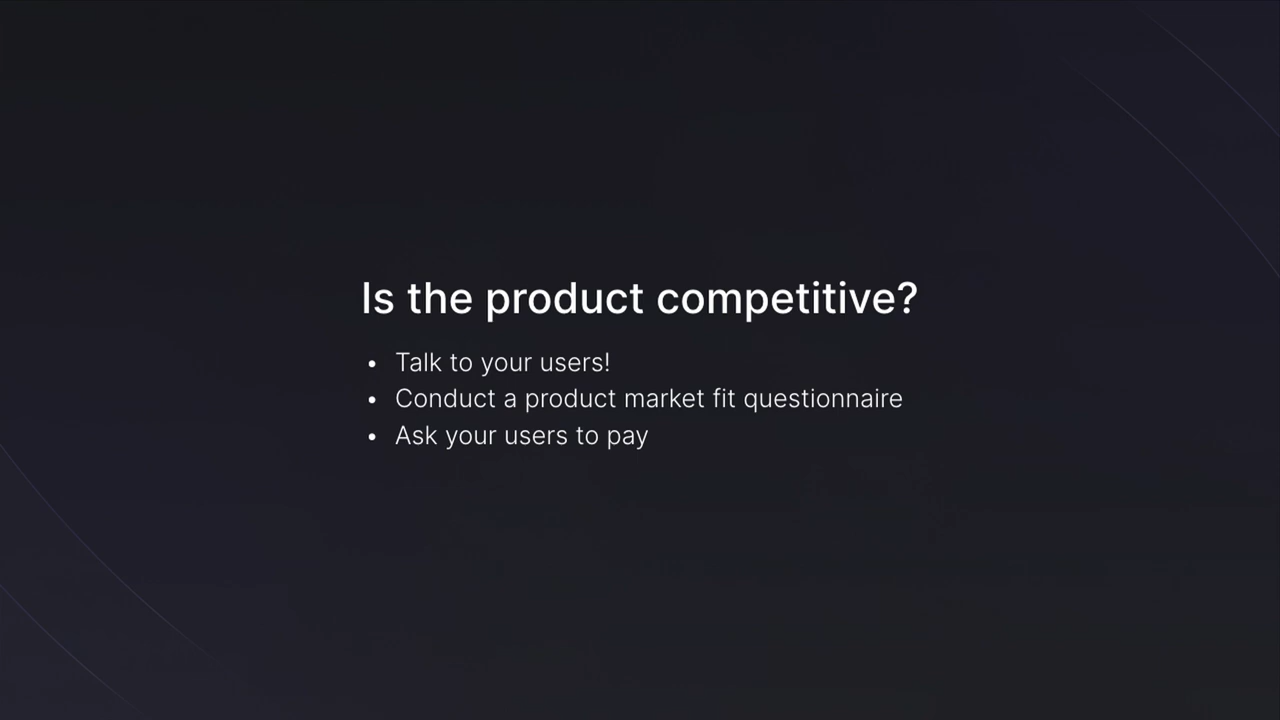 Is the product competitive?
• Talk to your users!
• Conduct a product market fit questionnaire
• Ask your users to pay